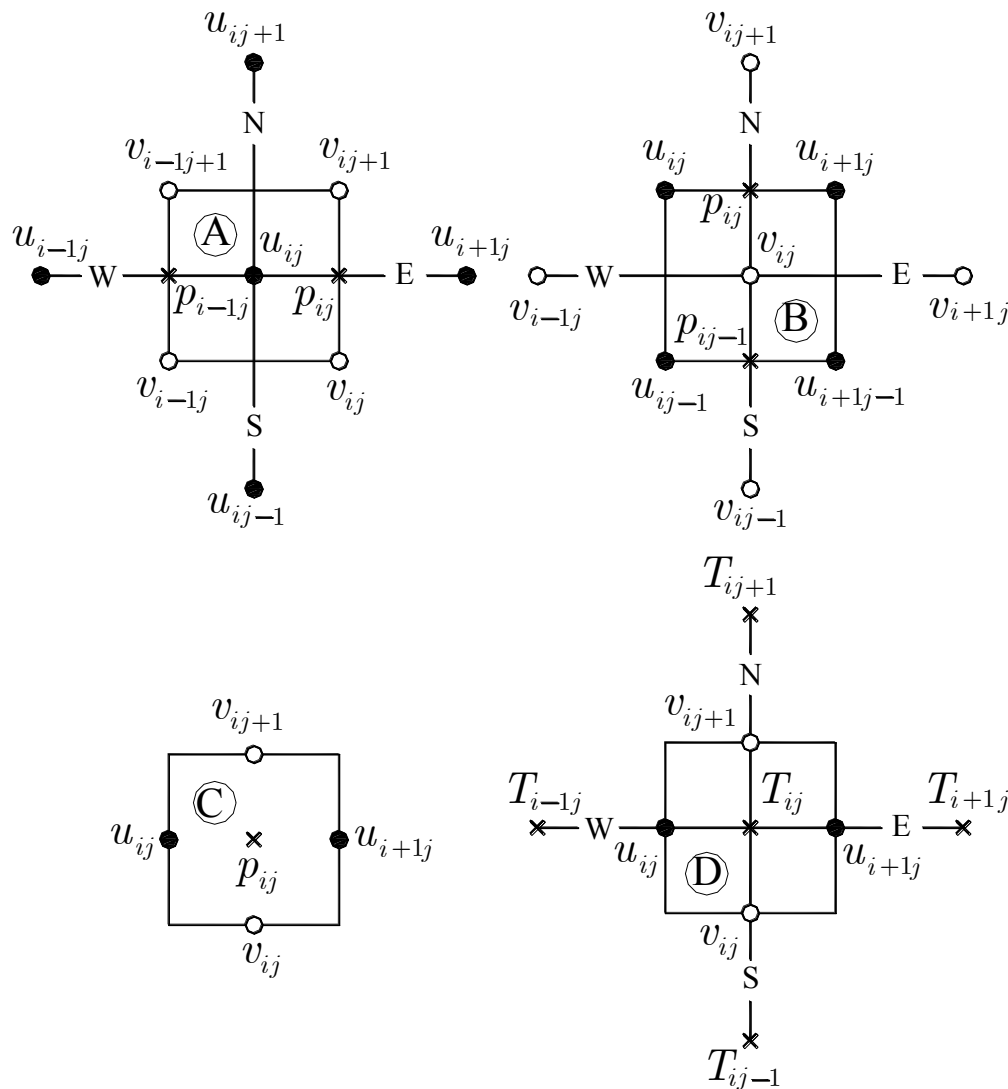 u_{ij+1} v_{ij+1}
N N
v_{i-1j+1} v_{ij+1} u_{ij} u_{i+1j}
A p_{ij}
u_{i-1j} u_{ij} u_{i+1j} v_{ij}
W E W E
p_{i-1j} p_{ij} v_{i-1j} p_{ij-1} B v_{i+1j}
v_{i-1j} v_{ij} u_{ij-1} u_{i+1j-1}
S S
u_{ij-1} v_{ij-1}
T_{ij+1}
N
v_{ij+1} v_{ij+1}
C T_{i-1j} T_{ij} T_{i+1j}
u_{ij} u_{i+1j} W E
p_{ij} u_{ij} D u_{i+1j}
v_{ij} v_{ij}
S
T_{ij-1}